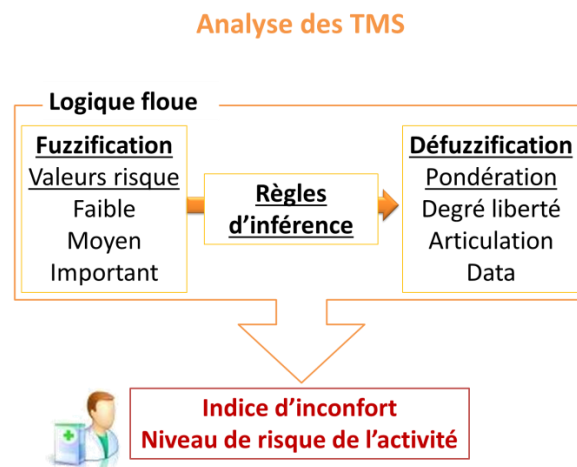 Analyse des TMS
Logique floue
Fuzzification
Valeurs risque
Faible
Moyen
Important
Règles
d'inférence
Défuzzification
Pondération
Degré liberté
Articulation
Data
Indice d'inconfort
Niveau de risque de l'activité